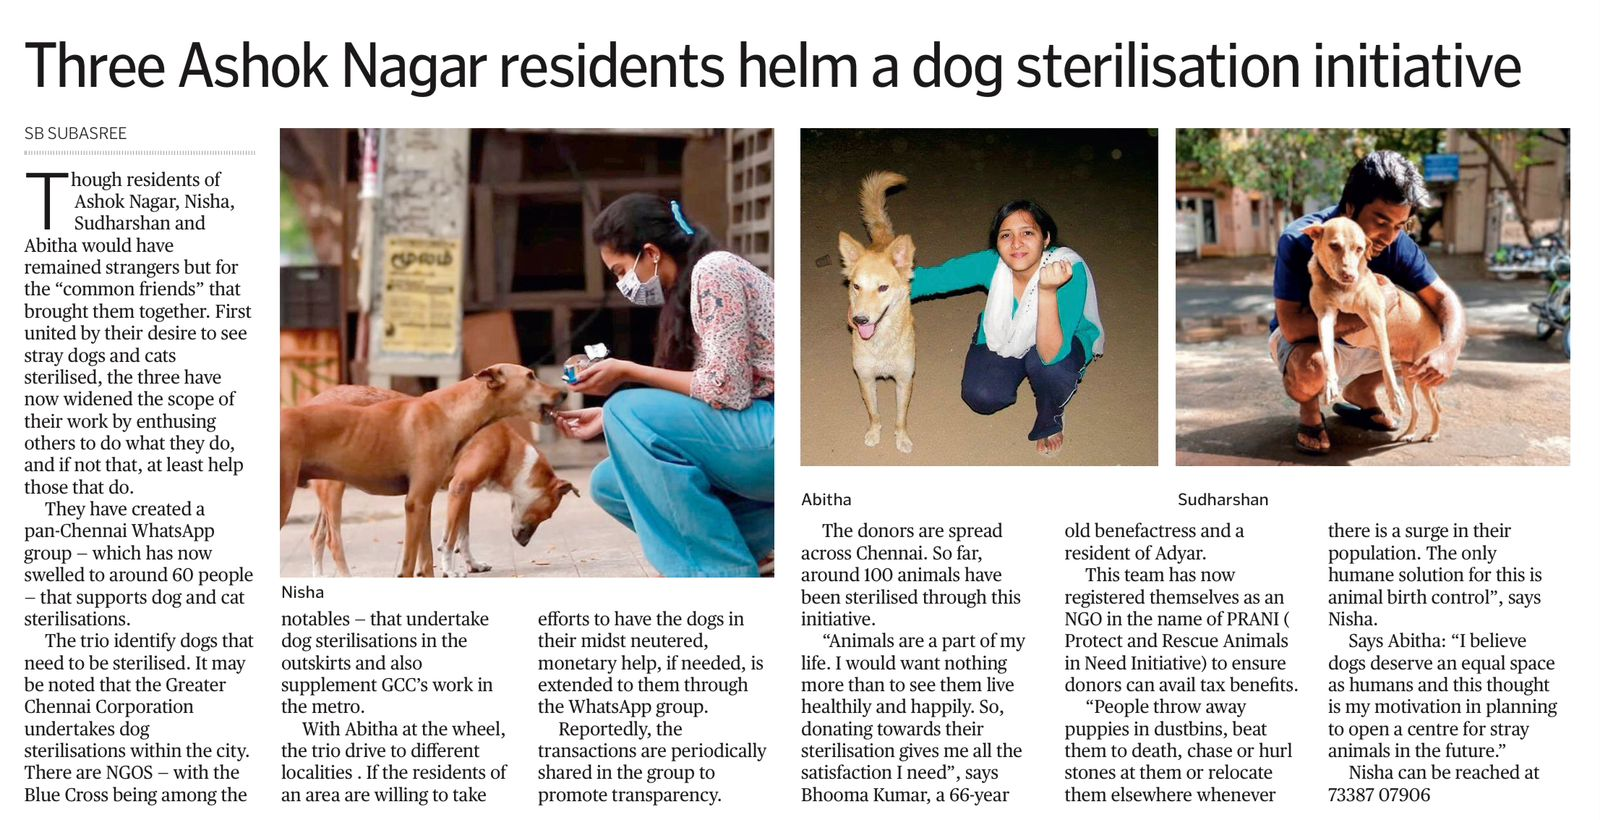 Three Ashok Nagar residents helm a dog sterilisation initiative
SB SUBASREE
Though residents of
Ashok Nagar, Nisha,
Sudharshan and
Abitha would have
remained strangers but for
the “common friends” that
brought them together. First
united by their desire to see
stray dogs and cats
sterilised, the three have
now widened the scope of
their work by enthusing
others to do what they do,
and if not that, at least help
those that do.
They have created a
pan-Chennai WhatsApp
group – which has now
swelled to around 60 people
– that supports dog and cat
sterilisations.
The trio identify dogs that
need to be sterilised. It may
be noted that the Greater
Chennai Corporation
undertakes dog
sterilisations within the city.
There are NGOS – with the
Blue Cross being among the
மூலம்
Nisha
notables – that undertake
dog sterilisations in the
outskirts and also
supplement GCC’s work in
the metro.
With Abitha at the wheel,
the trio drive to different
localities . If the residents of
an area are willing to take
efforts to have the dogs in
their midst neutered,
monetary help, if needed, is
extended to them through
the WhatsApp group.
Reportedly, the
transactions are periodically
shared in the group to
promote transparency.
Abitha
Sudharshan
The donors are spread
across Chennai. So far,
around 100 animals have
been sterilised through this
initiative.
“Animals are a part of my
life. I would want nothing
more than to see them live
healthily and happily. So,
donating towards their
sterilisation gives me all the
satisfaction I need”, says
Bhooma Kumar, a 66-year
old benefactress and a
resident of Adyar.
This team has now
registered themselves as an
NGO in the name of PRANI (
Protect and Rescue Animals
in Need Initiative) to ensure
donors can avail tax benefits.
“People throw away
puppies in dustbins, beat
them to death, chase or hurl
stones at them or relocate
them elsewhere whenever
there is a surge in their
population. The only
humane solution for this is
animal birth control”, says
Nisha.
Says Abitha: “I believe
dogs deserve an equal space
as humans and this thought
is my motivation in planning
to open a centre for stray
animals in the future.”
Nisha can be reached at
73387 07906